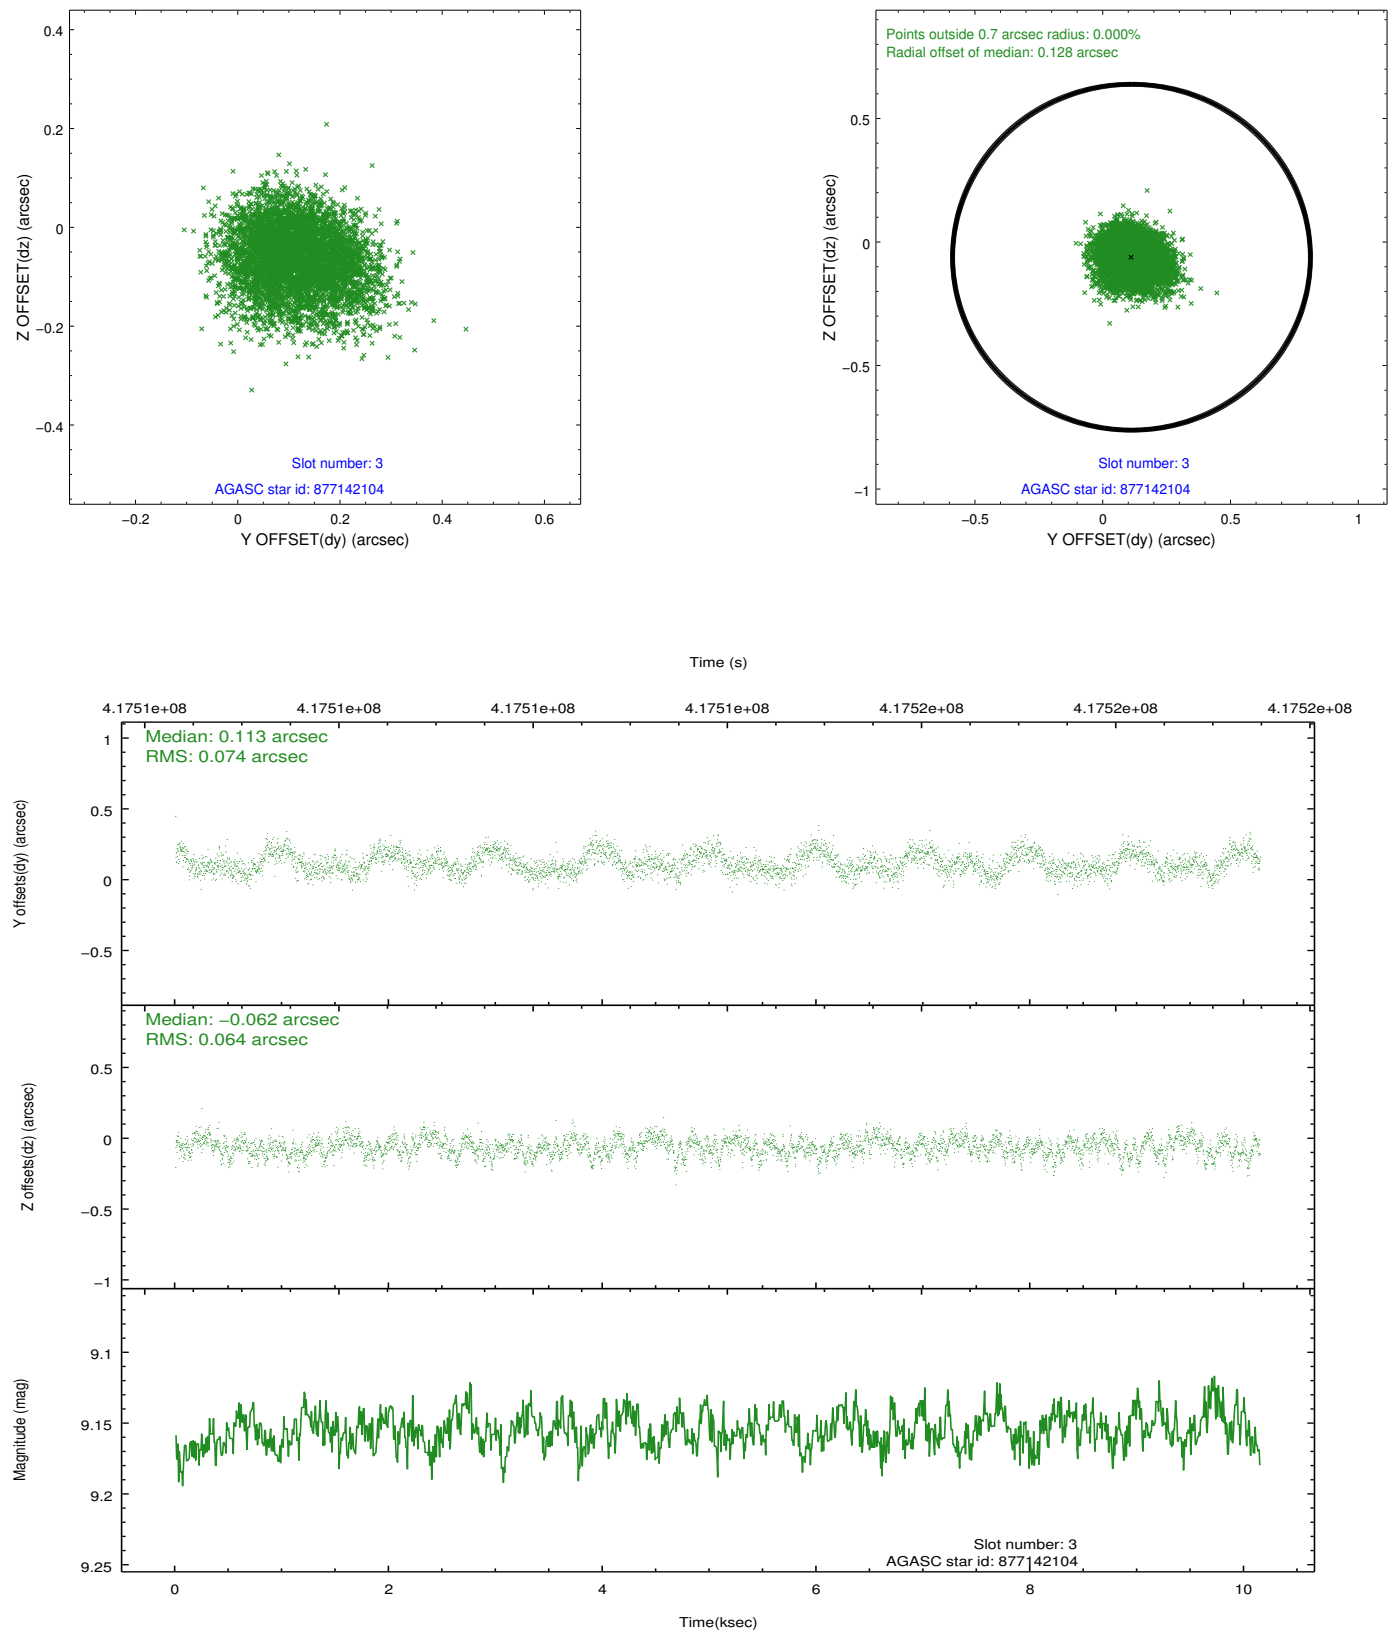 0.4
0.2
0
−0.2
−0.4
Z OFFSET(dz) (arcsec)
Slot number: 3
AGASC star id: 877142104
−0.2 0 0.2 0.4 0.6
Y OFFSET(dy) (arcsec)
Points outside 0.7 arcsec radius: 0.000%
Radial offset of median: 0.128 arcsec
0.5
0
−0.5
−1
Z OFFSET(dz) (arcsec)
Slot number: 3
AGASC star id: 877142104
−0.5 0 0.5 1
Y OFFSET(dy) (arcsec)
Time (s)
4.1751e+08 4.1751e+08 4.1751e+08 4.1751e+08 4.1752e+08 4.1752e+08 4.1752e+08
Median: 0.113 arcsec
RMS: 0.074 arcsec
1
0.5
0
−0.5
Y offsets(dy) (arcsec)
Median: −0.062 arcsec
RMS: 0.064 arcsec
0.5
0
−0.5
−1
Z offsets(dz) (arcsec)
9.1
9.15
9.2
9.25
Magnitude (mag)
Slot number: 3
AGASC star id: 877142104
0 2 4 6 8 10
Time(ksec)